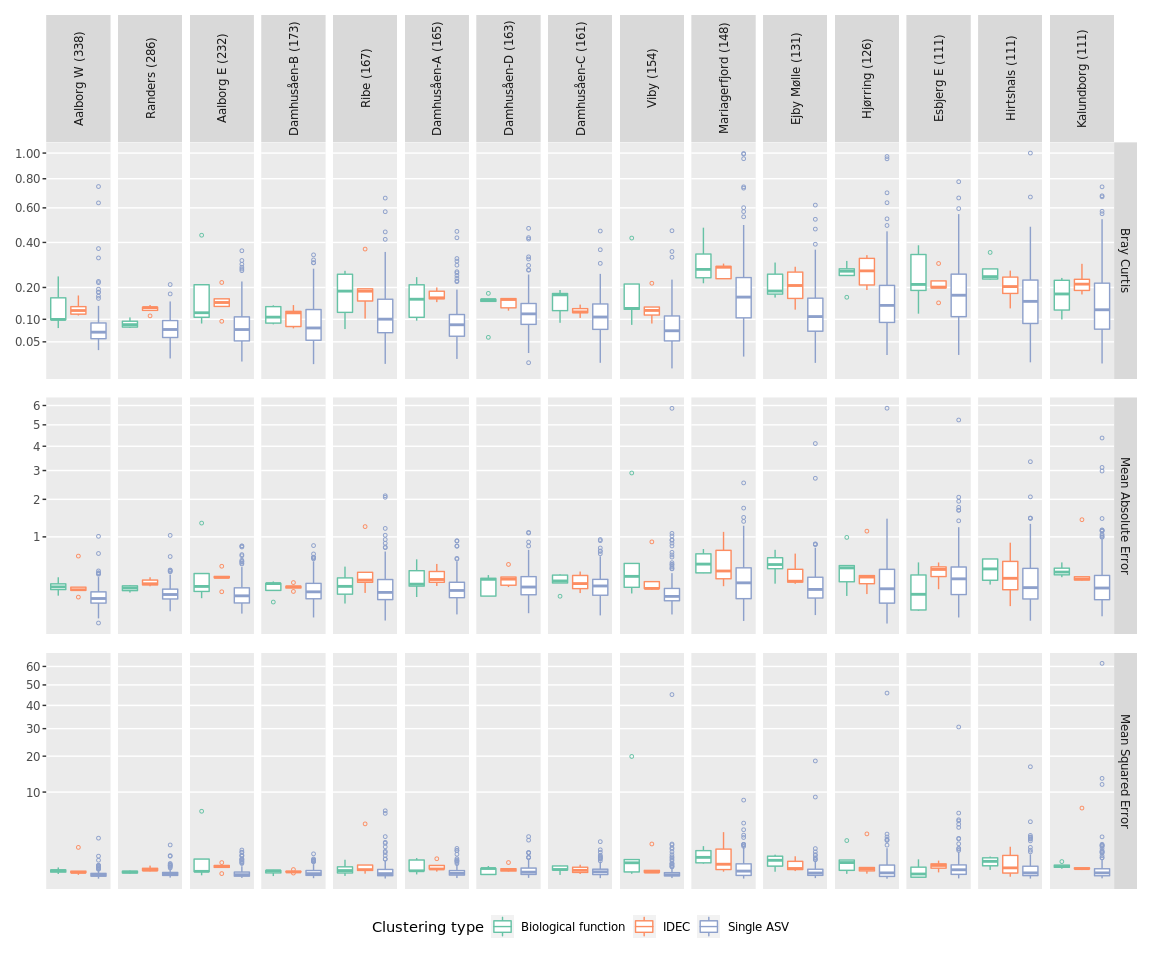 Aalborg W (338)
Randers (286)
Aalborg E (232)
Damhusåen-B (173)
Ribe (167)
Damhusåen-A (165)
Damhusåen-D (163)
Damhusåen-C (161)
Viby (154)
Mariagerfjord (148)
Ejby Mølle (131)
Hjørring (126)
Esbjerg E (111)
Hirtshals (111)
Kalundborg (111)
1.00
0.80
0.60
0.40
0.20
0.10
0.05
Bray Curtis
6
5
4
3
2
1
Mean Absolute Error
60
50
40
30
20
10
Mean Squared Error
Clustering type Biological function IDEC Single ASV